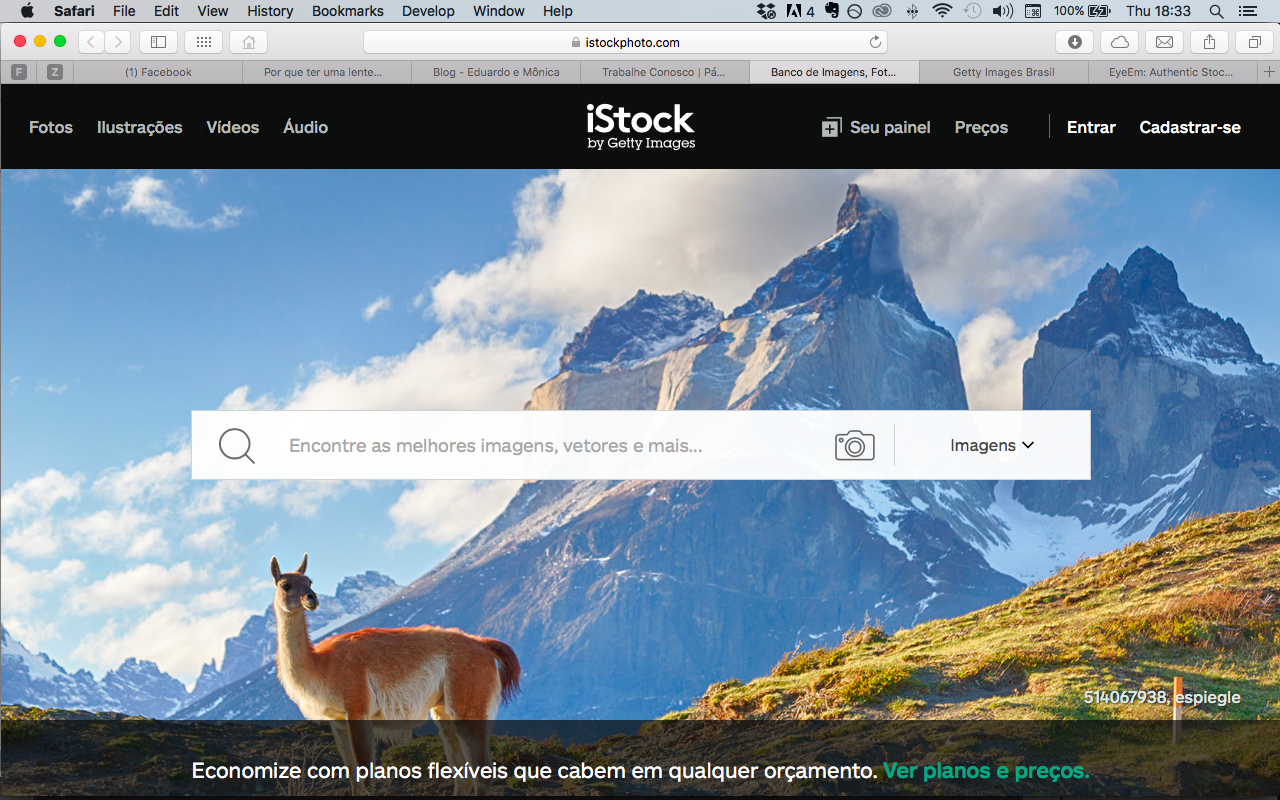 Safari File Edit View History Bookmarks Develop Window Help 4 100% Thu 18:33
istockphoto.com
F Z (1) Facebook Por que ter uma lente... Blog - Eduardo e Mônica Trabalhe Conosco | Pá... Banco de Imagens, Fot... Getty Images Brasil EyeEm: Authentic Stoc...
Fotos Ilustrações Vídeos Áudio iStock Seu painel Preços Entrar Cadastrar-se
by Getty Images
Encontre as melhores imagens, vetores e mais... Imagens
514067938, espiegle
Economize com planos flexíveis que cabem em qualquer orçamento. Ver planos e preços.